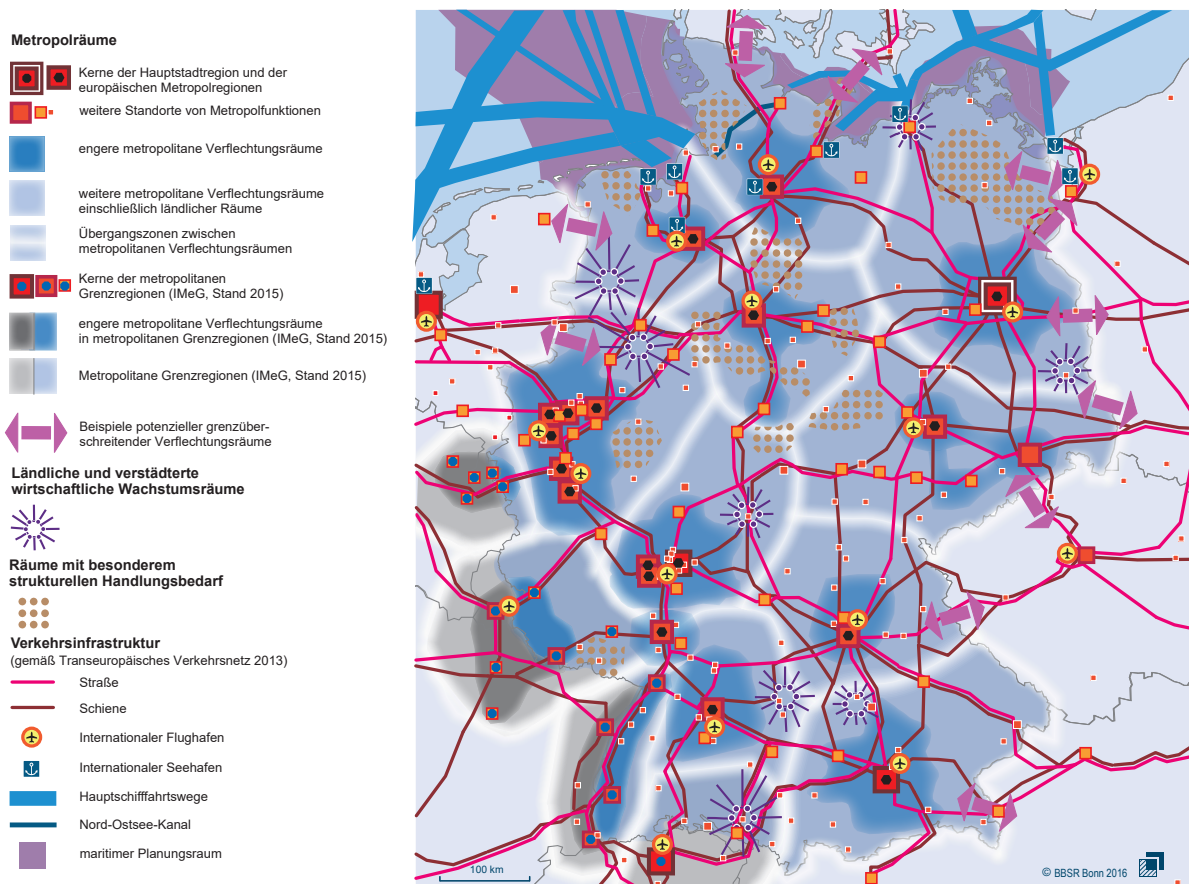 Metropolräume
Kerne der Hauptstadtregion und der
europäischen Metropolregionen
weitere Standorte von Metropolfunktionen
engere metropolitane Verflechtungsräume
weitere metropolitane Verflechtungsräume
einschließlich ländlicher Räume
Übergangszonen zwischen
metropolitanen Verflechtungsräumen
Kerne der metropolitanen
Grenzregionen (IMeG, Stand 2015)
engere metropolitane Verflechtungsräume
in metropolitanen Grenzregionen (IMeG, Stand 2015)
Metropolitane Grenzregionen (IMeG, Stand 2015)
Beispiele potenzieller grenzüber-
schreitender Verflechtungsräume
Ländliche und verstädterte
wirtschaftliche Wachstumsräume
Räume mit besonderem
strukturellen Handlungsbedarf
Verkehrsinfrastruktur
(gemäß Transeuropäisches Verkehrsnetz 2013)
Straße
Schiene
Internationaler Flughafen
Internationaler Seehafen
Hauptschifffahrtswege
Nord-Ostsee-Kanal
maritimer Planungsraum
100 km
© BBSR Bonn 2016